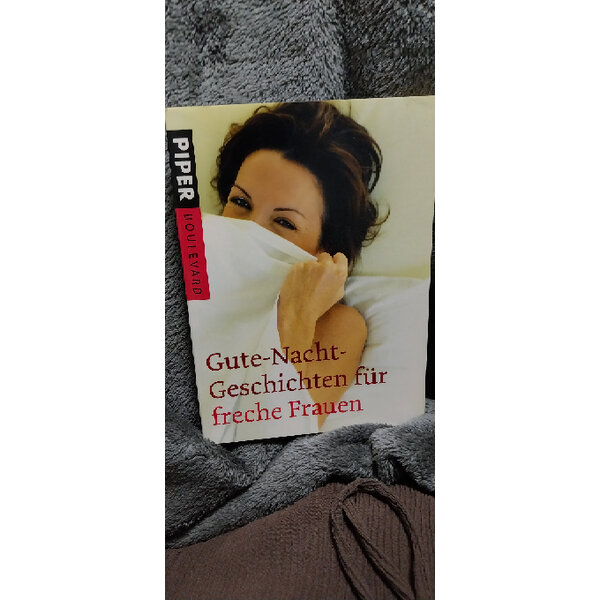 PIPER
BOULEVARD
Gute-Nacht-
Geschichten für
freche Frauen